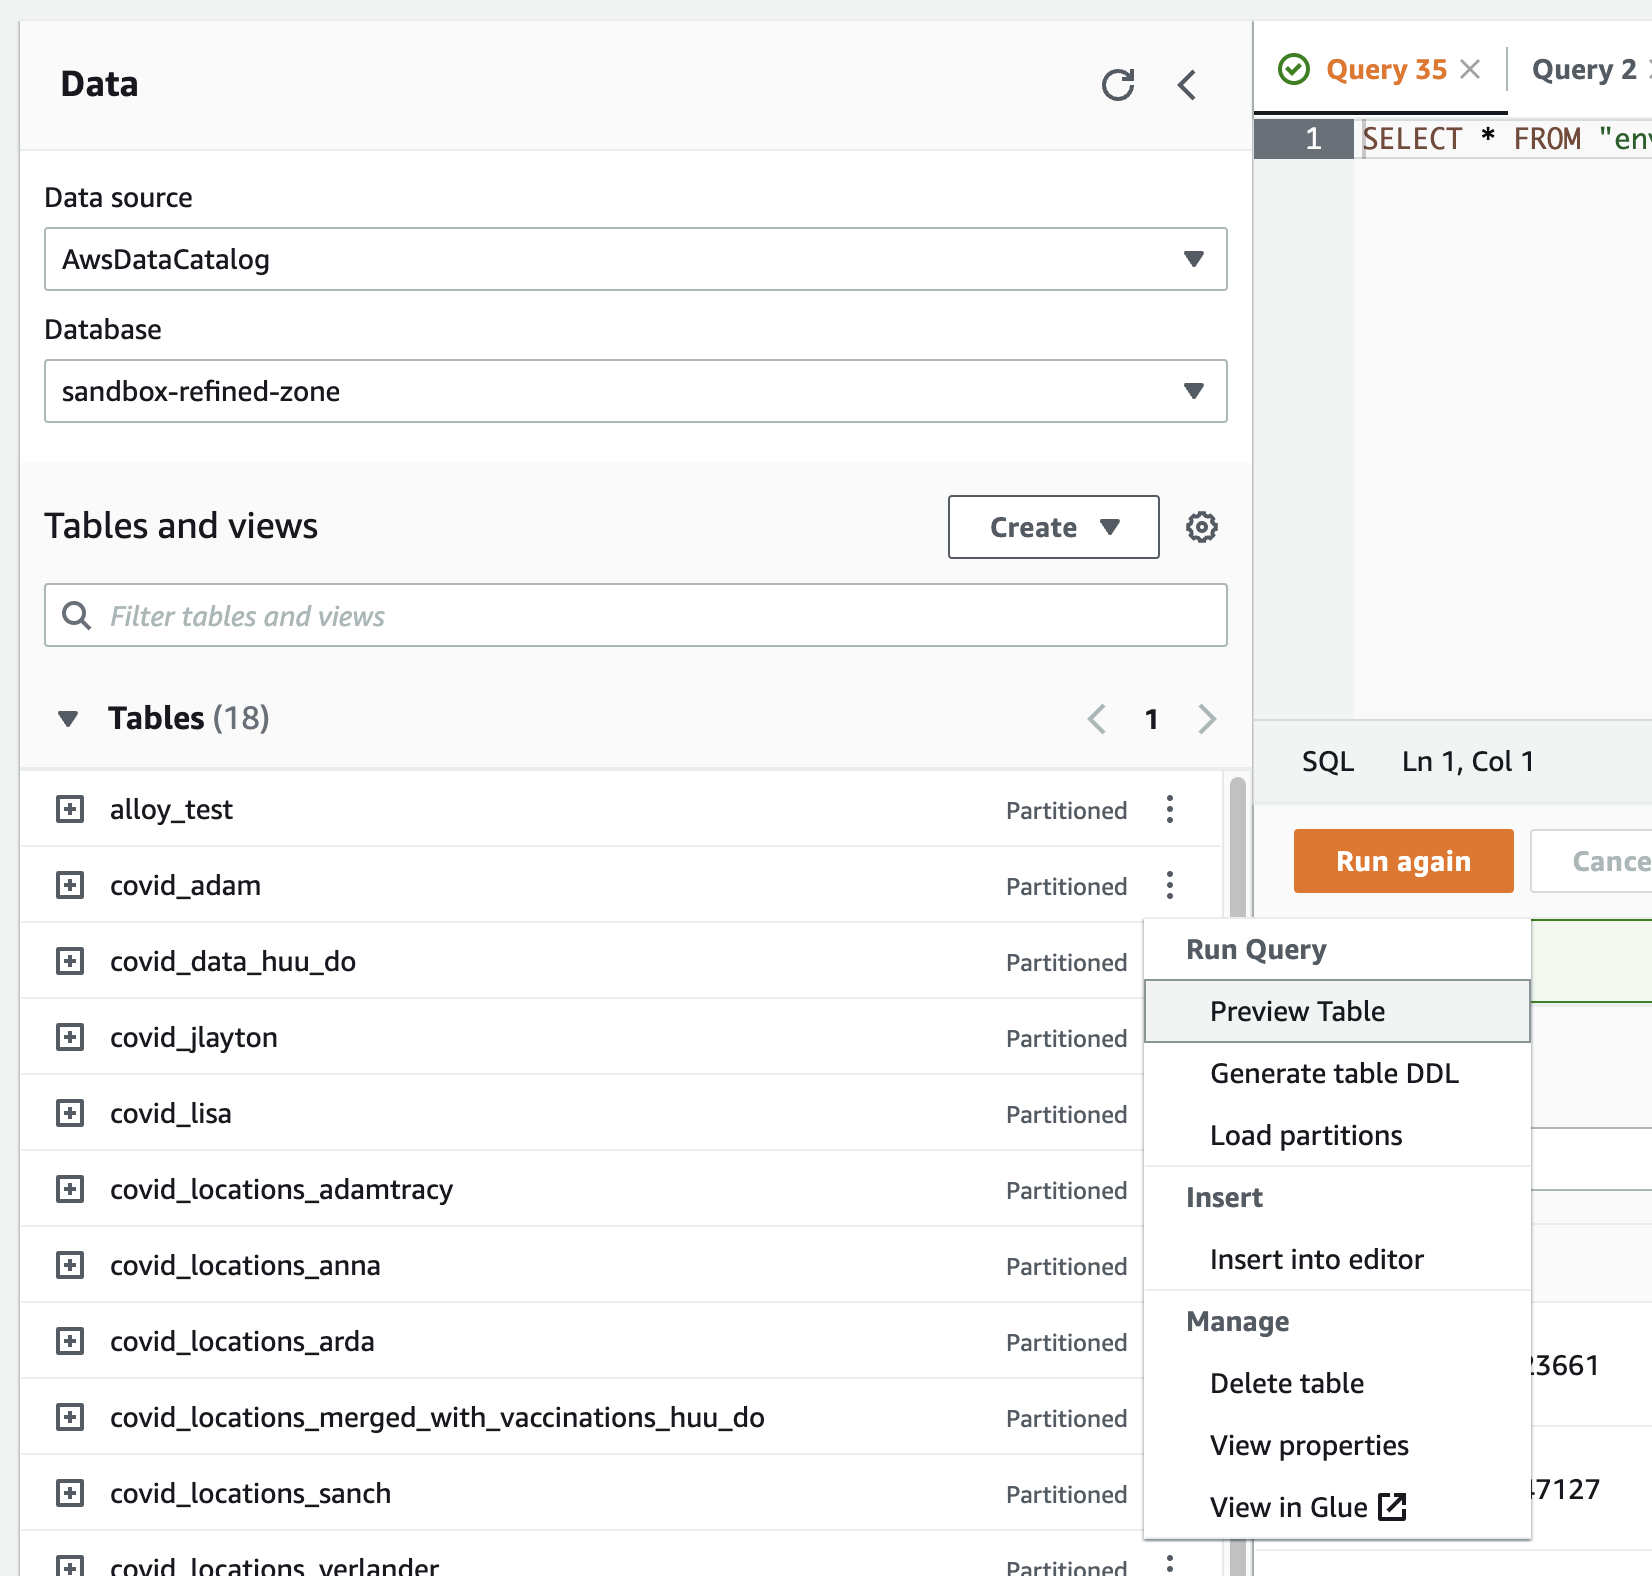 Data
Data source
AwsDataCatalog
Database
sandbox-refined-zone
Tables and views
Create
Filter tables and views
Tables (18)
1
alloy_test Partitioned
covid_adam Partitioned
covid_data_huu_do Partitioned
covid_jlayton Partitioned
covid_lisa Partitioned
covid_locations_adamtracy Partitioned
covid_locations_anna Partitioned
covid_locations_arda Partitioned
covid_locations_merged_with_vaccinations_huu_do Partitioned
covid_locations_sanch Partitioned
covid_locations_verlander Partitioned
Query 35
Query 2
1 SELECT * FROM "env
SQL Ln 1, Col 1
Run again
Cance
Run Query
Preview Table
Generate table DDL
Load partitions
Insert
Insert into editor
Manage
Delete table
View properties
View in Glue
23661
47127